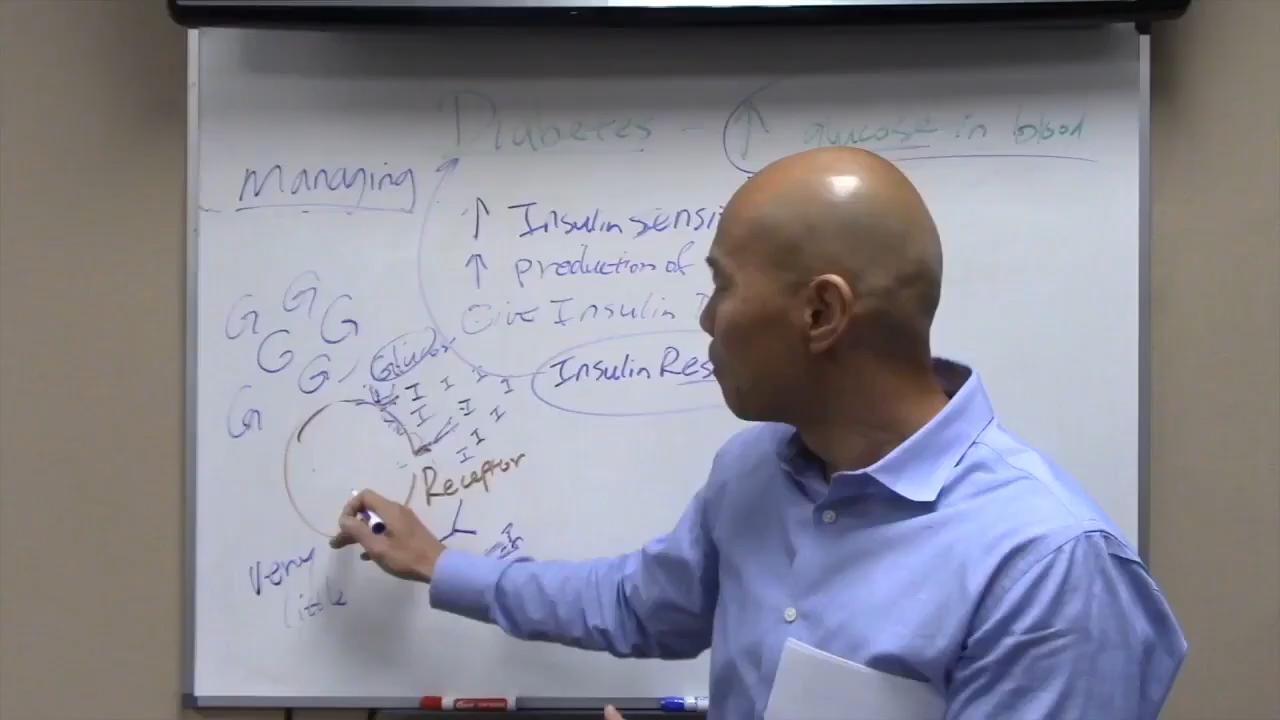 Diabetes - ↑ glucose in blood
Managing
↑ Insulin sensi
↑ production of
Give Insulin
Insulin Res
G G G G G G
Glucose
I I I I I I I I I I
Receptor
I
Very
little